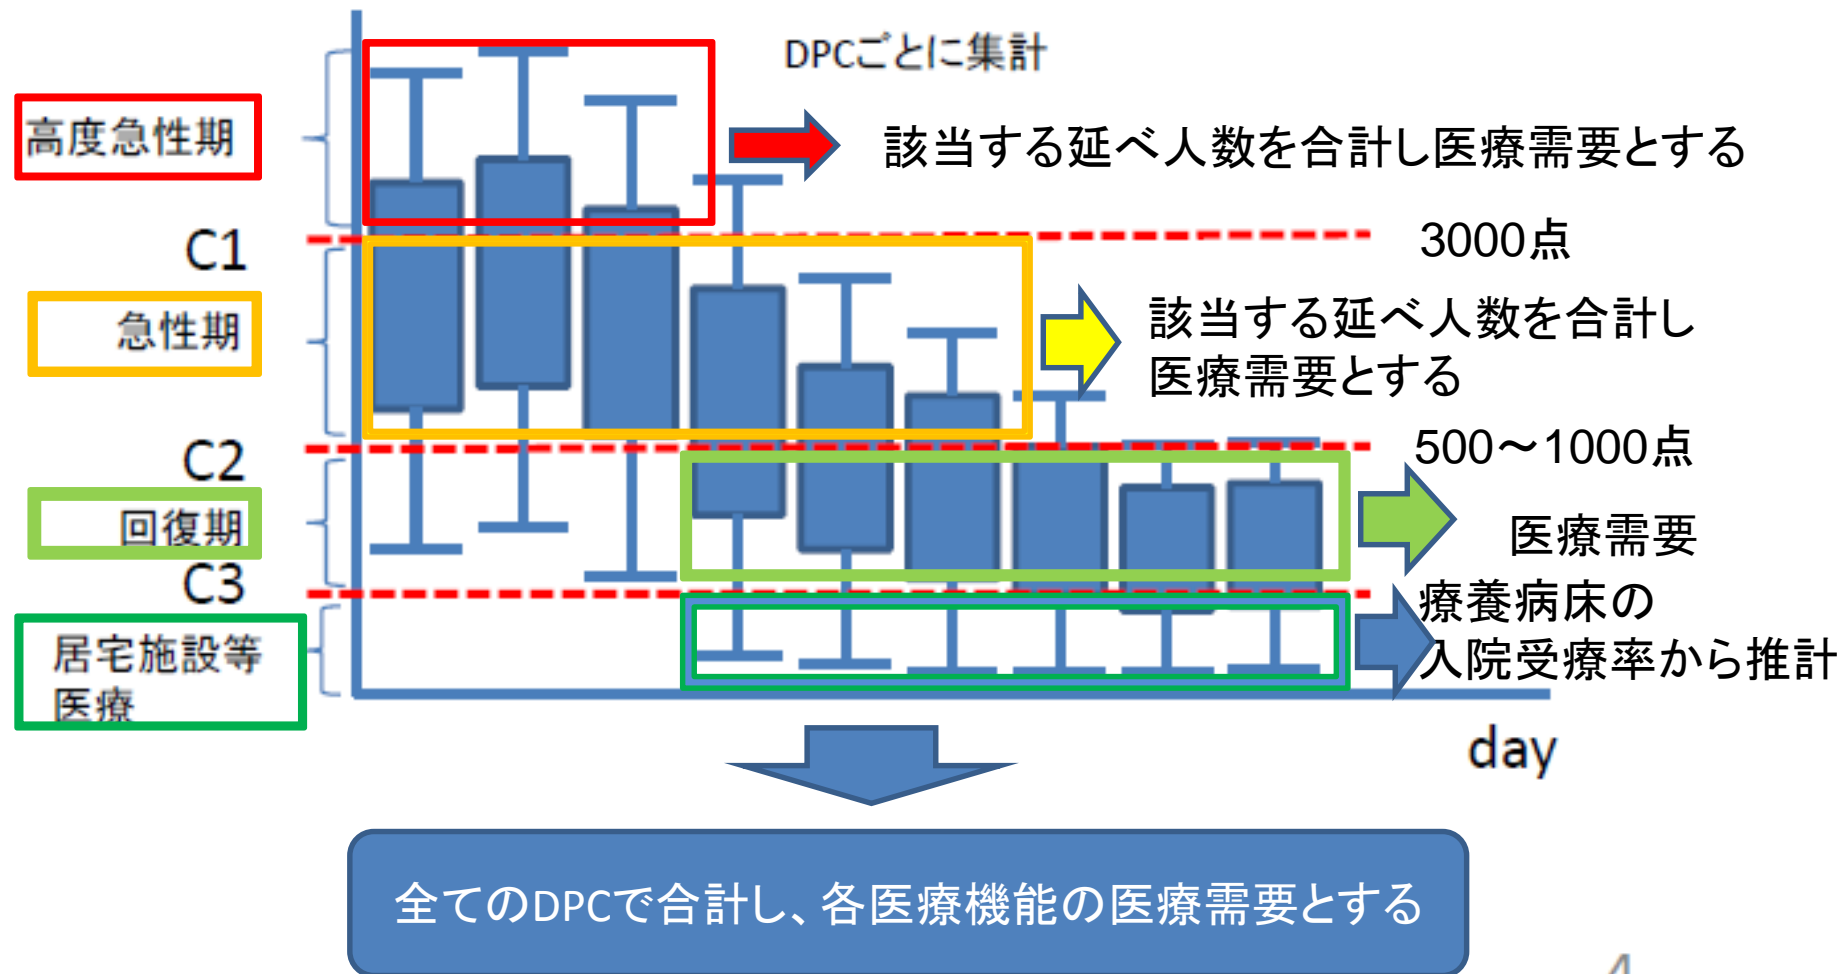 DPCごとに集計
高度急性期
該当する延べ人数を合計し医療需要とする
C1
3000点
急性期
該当する延べ人数を合計し
医療需要とする
C2
500～1000点
回復期
医療需要
C3
療養病床の
入院受療率から推計
居宅施設等
医療
day
全てのDPCで合計し、各医療機能の医療需要とする
4